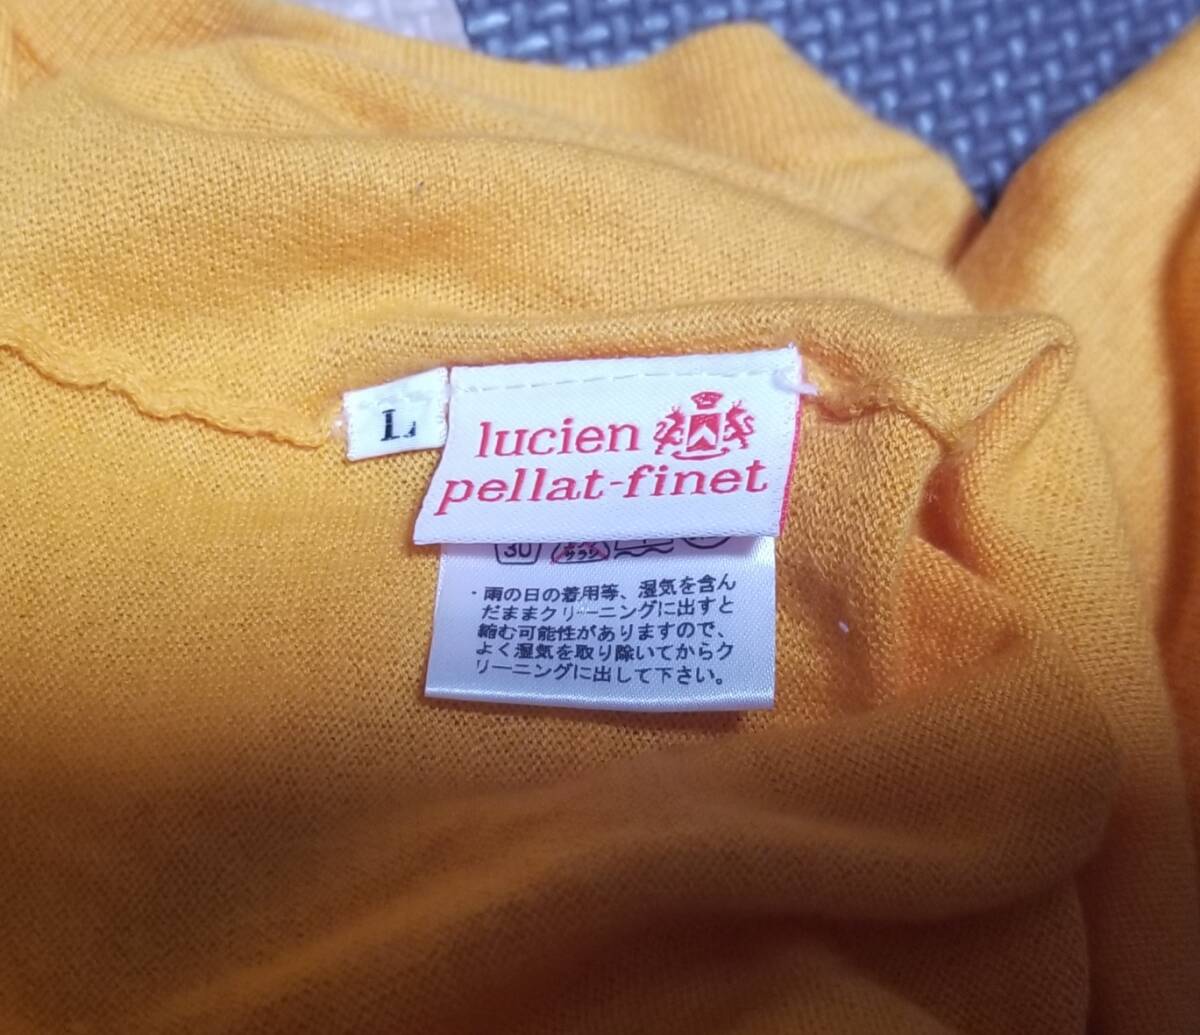 L
lucien
pellat-finet
30
・雨の日の着用等、湿気を含ん
だままクリーニングに出すと
縮む可能性がありますので、
よく湿気を取り除いてからク
リーニングに出して下さい。